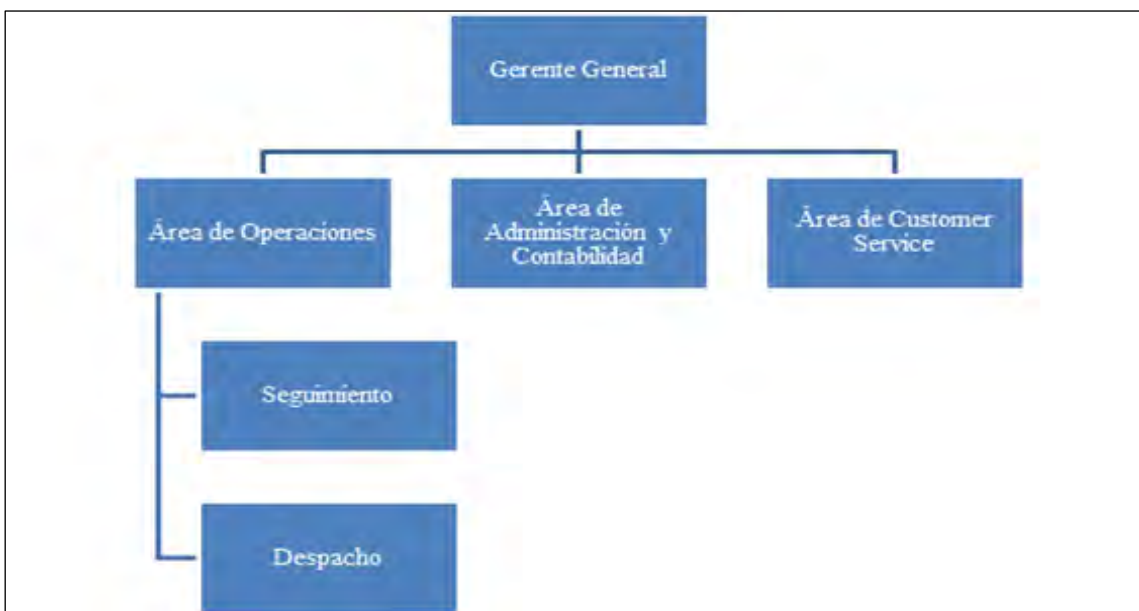 Gerente General
Área de Operaciones
Área de
Administración y
Contabilidad
Área de Customer
Service
Seguimiento
Despacho